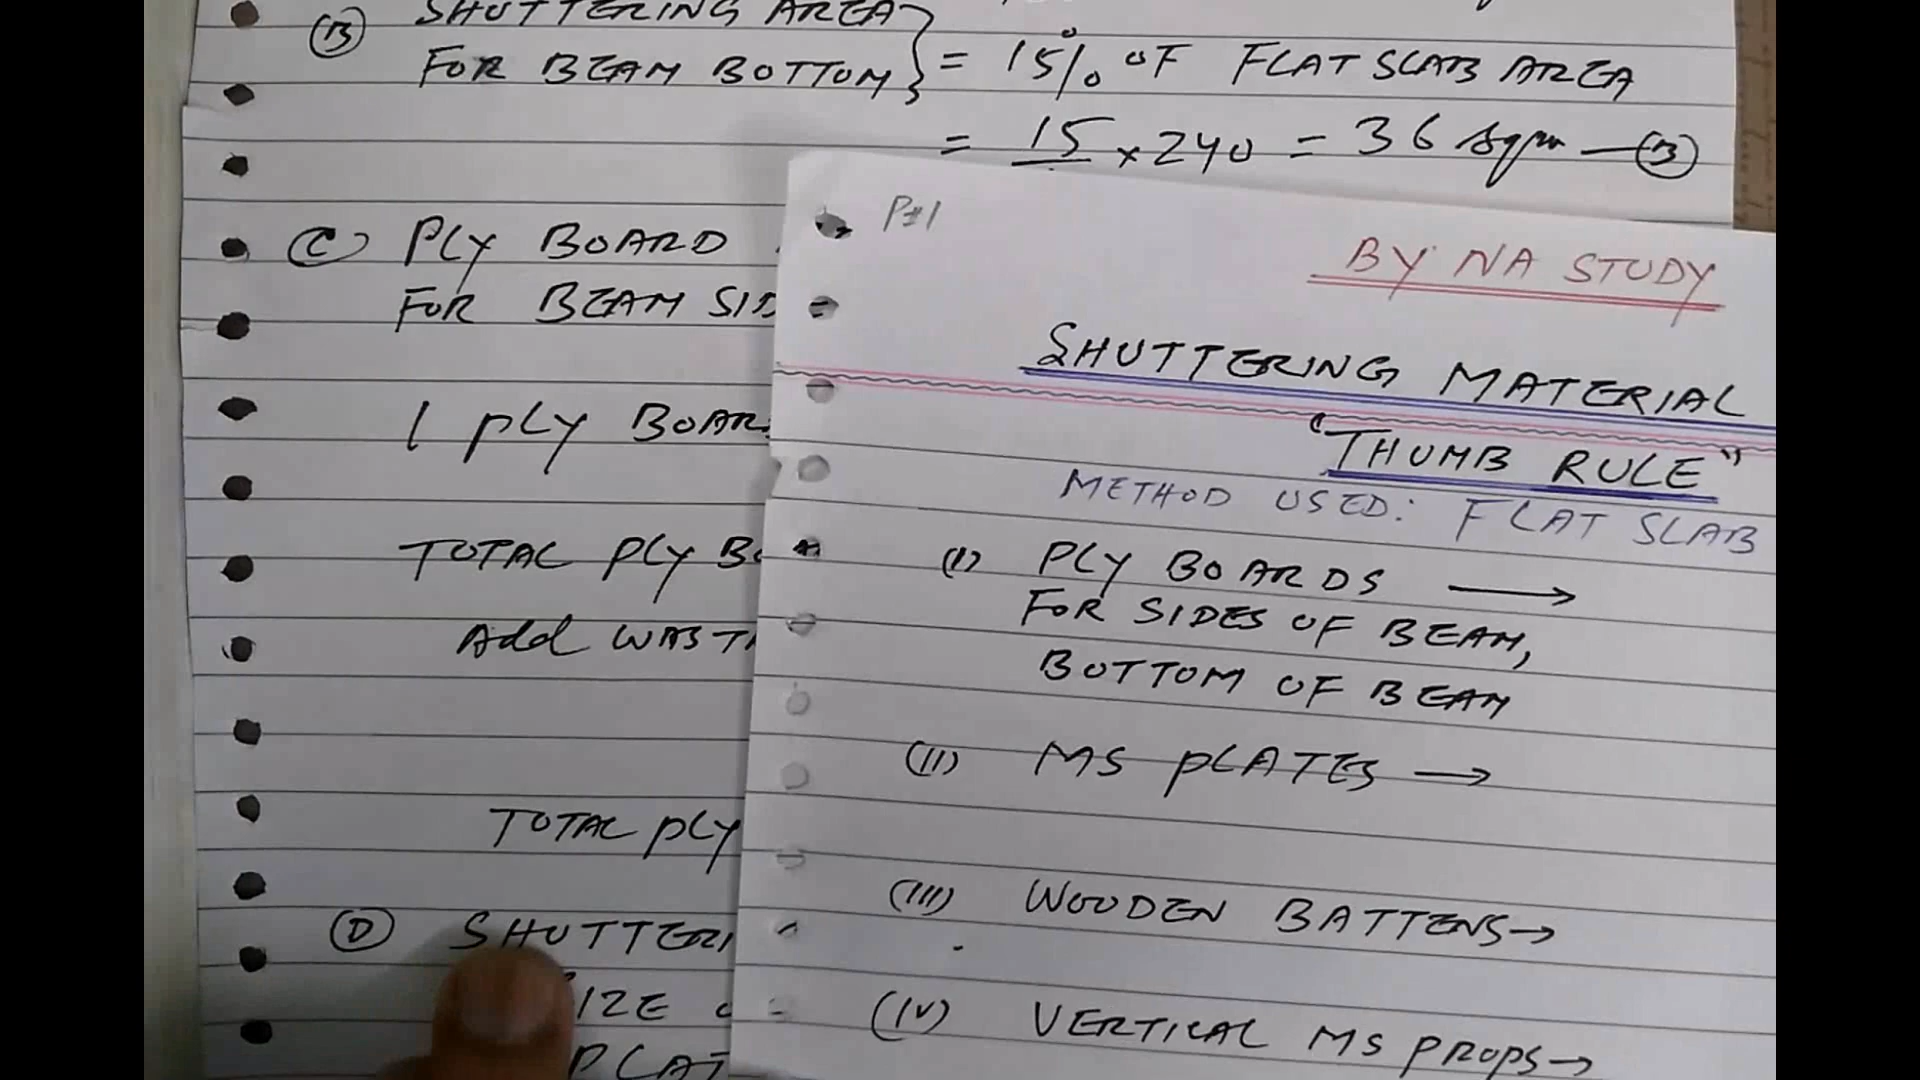 (B) SHUTTERING AREA
FOR BEAM BOTTOM } = 15% OF FLAT SLAB AREA
= 15 × 240 = 36 sqm — (B)
(C) PLY BOARD
FOR BEAM SID
1 PLY BOAR
TOTAL PLY BO
Add WAST
TOTAL PLY
(D) SHUTTERI
IZE
PLAT
P#1
BY NA STUDY
SHUTTERING MATERIAL
"THUMB RULE"
METHOD USED: FLAT SLAB
(I) PLY BOARDS →
FOR SIDES OF BEAM,
BOTTOM OF BEAM
(II) MS PLATES →
(III) WOODEN BATTENS →
(IV) VERTICAL MS PROPS →